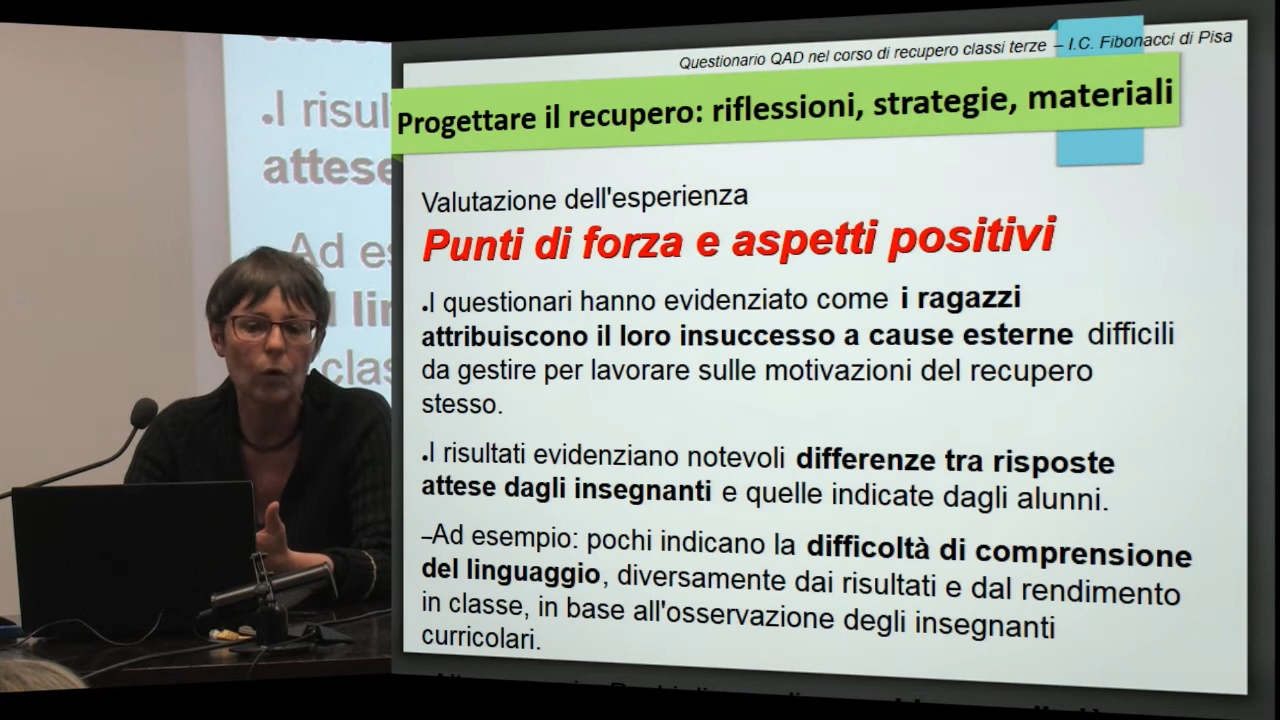 Questionario QAD nel corso di recupero classi terze – I.C. Fibonacci di Pisa
Progettare il recupero: riflessioni, strategie, materiali
Valutazione dell'esperienza
Punti di forza e aspetti positivi
•I questionari hanno evidenziato come i ragazzi
attribuiscono il loro insuccesso a cause esterne difficili
da gestire per lavorare sulle motivazioni del recupero
stesso.
•I risultati evidenziano notevoli differenze tra risposte
attese dagli insegnanti e quelle indicate dagli alunni.
–Ad esempio: pochi indicano la difficoltà di comprensione
del linguaggio, diversamente dai risultati e dal rendimento
in classe, in base all'osservazione degli insegnanti
curricolari.
•I risul
attese
Ad es
lin
clas